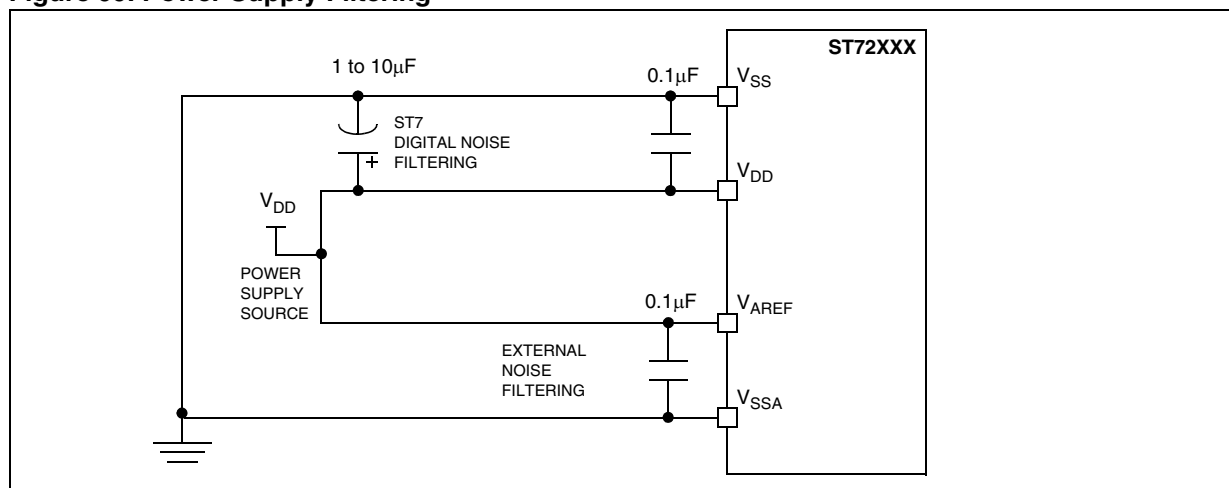 Figure Power Supply Filtering
ST72XXX
1 to 10μF
0.1μF
VSS
ST7
DIGITAL NOISE
FILTERING
+
VDD
VDD
POWER
SUPPLY
SOURCE
0.1μF
VAREF
EXTERNAL
NOISE
FILTERING
VSSA